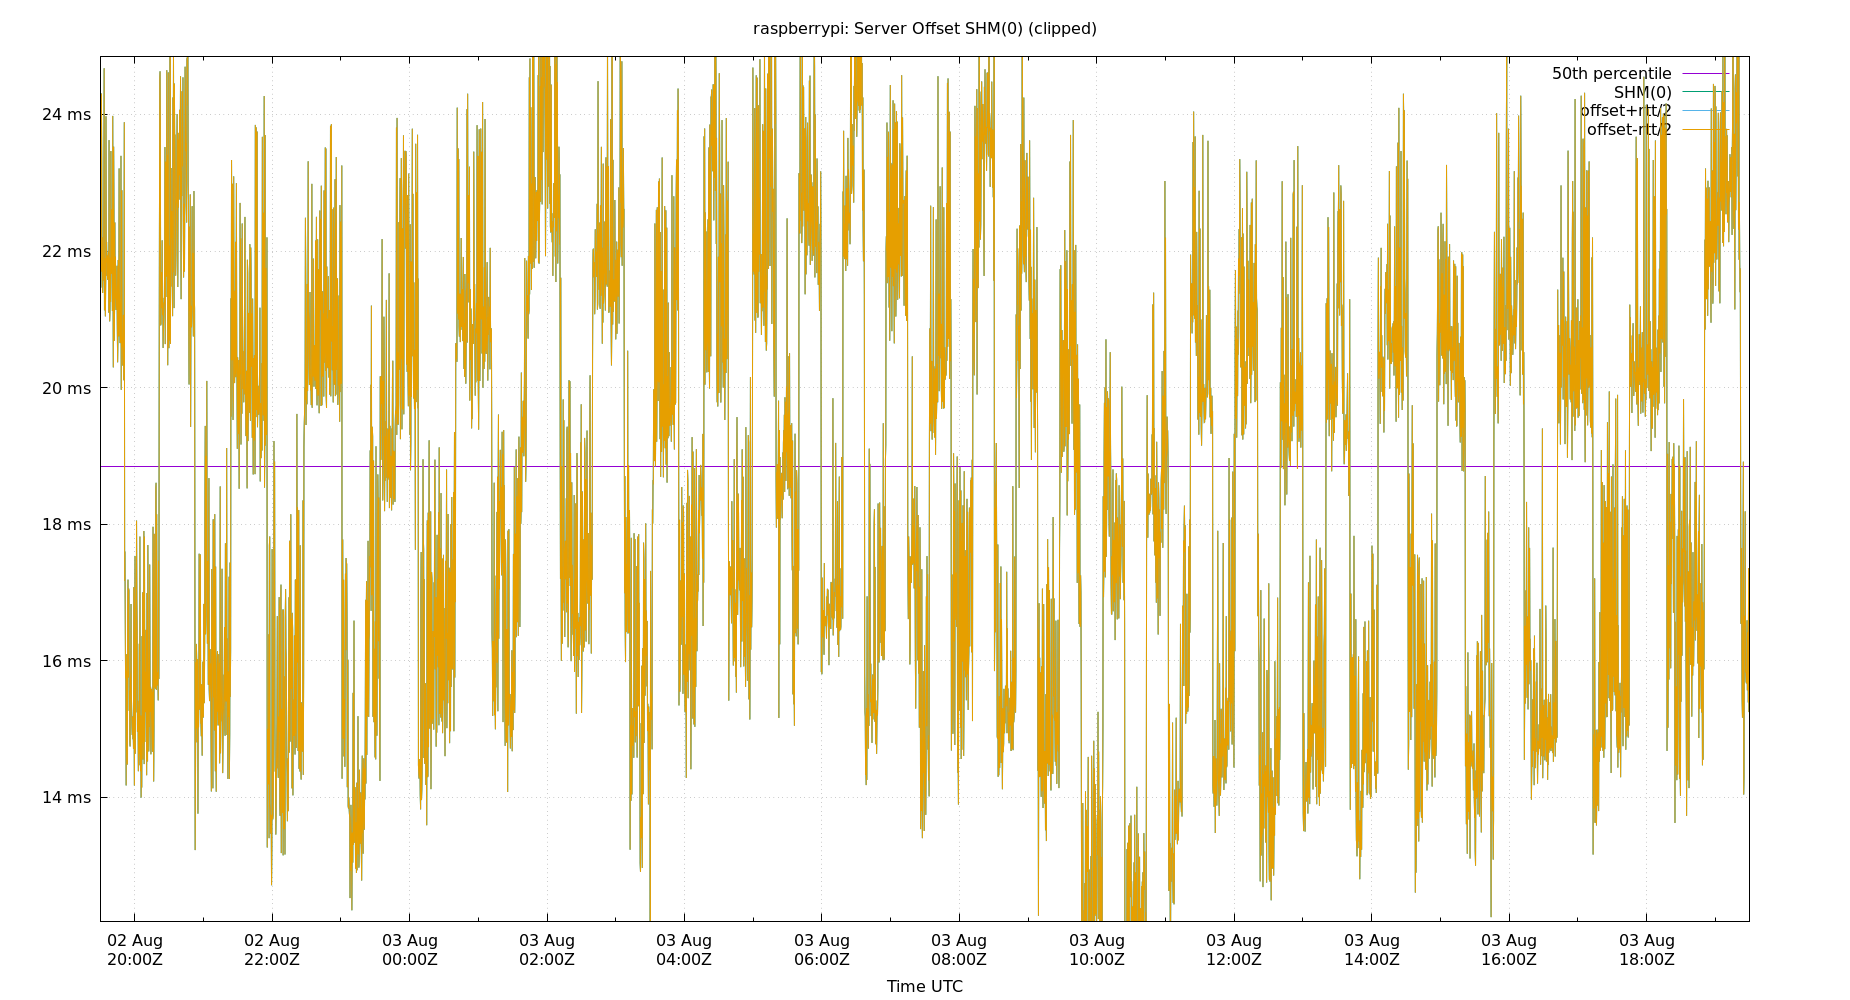 raspberrypi: Server Offset SHM(0) (clipped)
50th percentile
SHM(0)
offset+rtt/2
offset-rtt/2
24 ms
22 ms
20 ms
18 ms
16 ms
14 ms
02 Aug 02 Aug 03 Aug 03 Aug 03 Aug 03 Aug 03 Aug 03 Aug 03 Aug 03 Aug 03 Aug 03 Aug
20:00Z 22:00Z 00:00Z 02:00Z 04:00Z 06:00Z 08:00Z 10:00Z 12:00Z 14:00Z 16:00Z 18:00Z
Time UTC